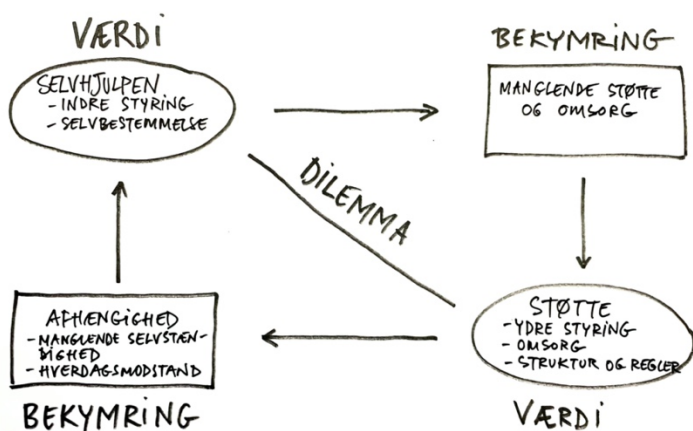 VÆRDI
SELVHJULPEN
- INDRE STYRING
- SELVBESTEMMELSE
BEKYMRING
MANGLENDE STØTTE
OG OMSORG
DILEMMA
AFHÆNGIGHED
- MANGLENDE SELVSTÆN-
DIGHED
- HVERDAGSMODSTAND
BEKYMRING
STØTTE
- YDRE STYRING
- OMSORG
- STRUKTUR OG REGLER
VÆRDI